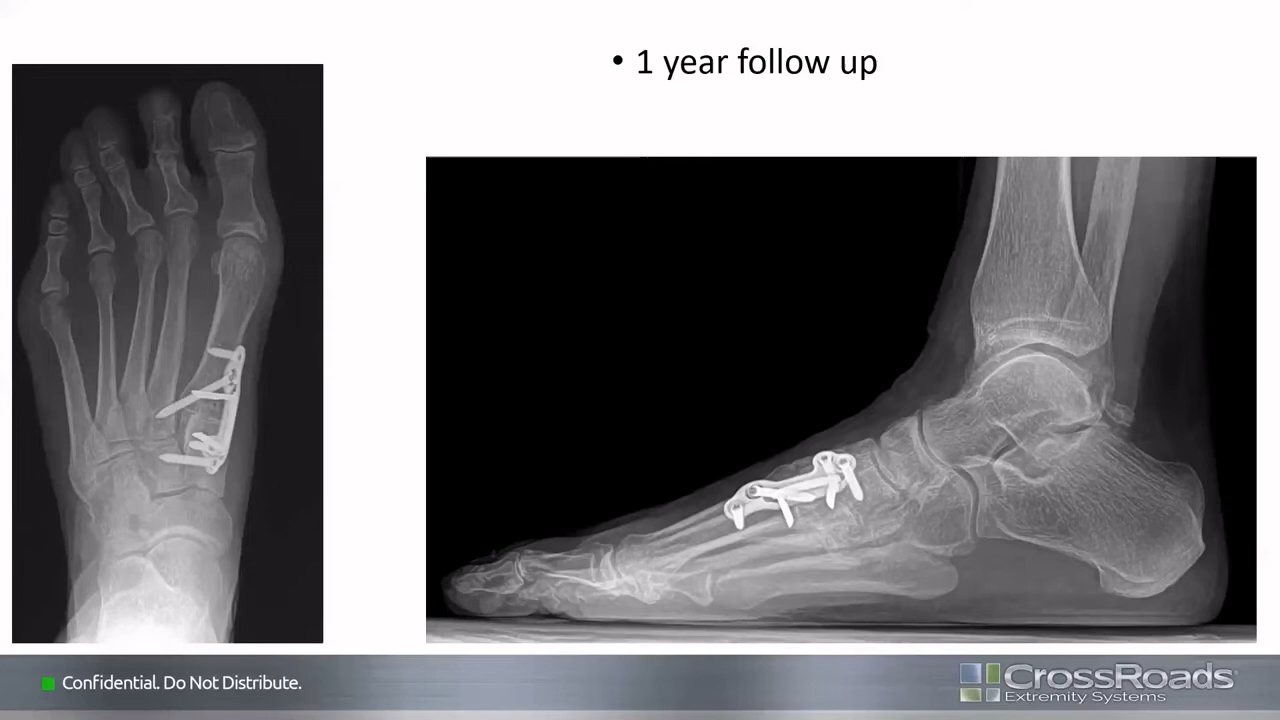 • 1 year follow up
Confidential. Do Not Distribute.
CrossRoads
Extremity Systems